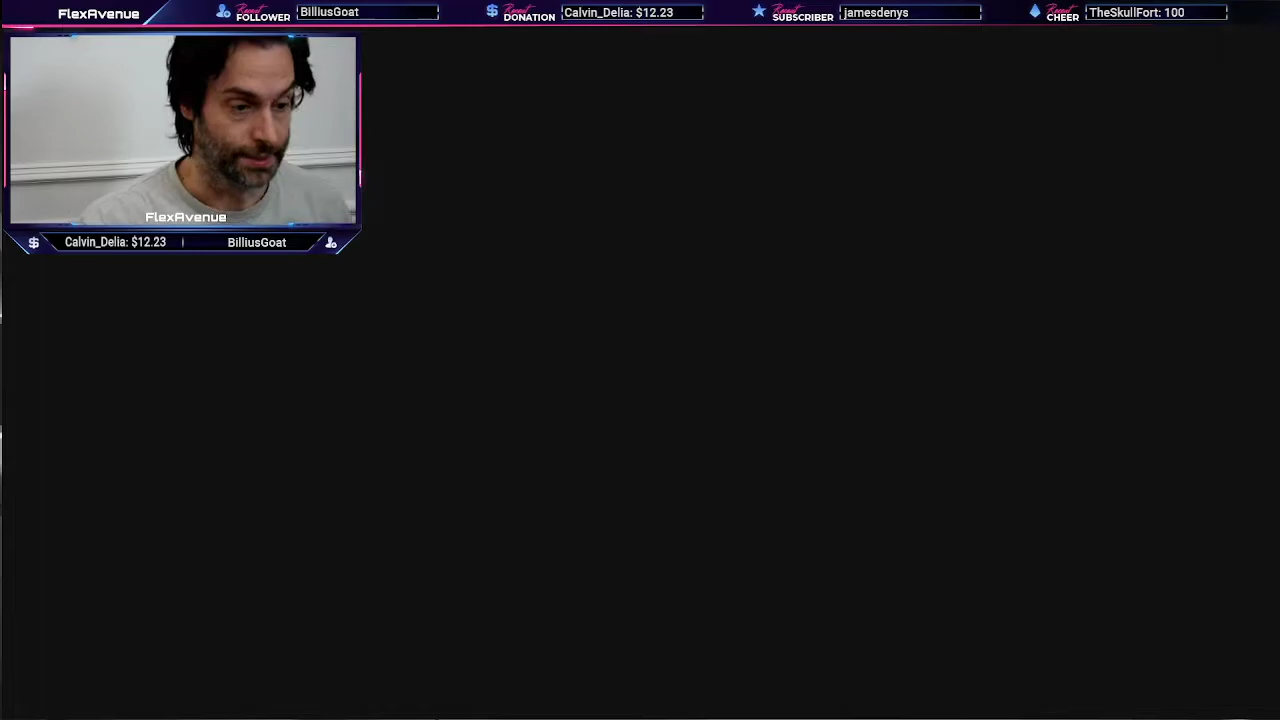 FlexAvenue
Recent
FOLLOWER
BilliusGoat
Recent
DONATION
Calvin_Delia: $12.23
Recent
SUBSCRIBER
jamesdenys
Recent
CHEER
TheSkullFort: 100
FlexAvenue
$ Calvin_Delia: $12.23
BilliusGoat